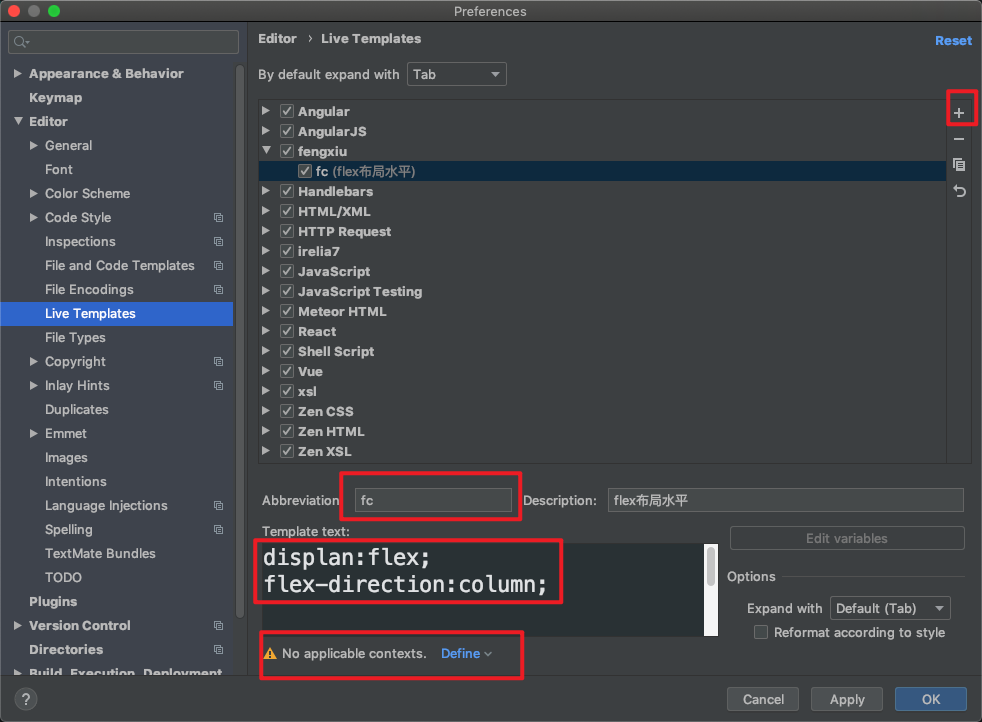 Preferences
Editor › Live Templates
Reset
By default expand with Tab
Appearance & Behavior
Keymap
Editor
General
Font
Color Scheme
Code Style
Inspections
File and Code Templates
File Encodings
Live Templates
File Types
Copyright
Inlay Hints
Duplicates
Emmet
Images
Intentions
Language Injections
Spelling
TextMate Bundles
TODO
Plugins
Version Control
Directories
Build, Execution, Deployment
Angular
AngularJS
fengxiu
fc (flex布局水平)
Handlebars
HTML/XML
HTTP Request
irelia7
JavaScript
JavaScript Testing
Meteor HTML
React
Shell Script
Vue
xsl
Zen CSS
Zen HTML
Zen XSL
Abbreviation fc Description: flex布局水平
Template text:
displan:flex;
flex-direction:column;
Edit variables
Options
Expand with Default (Tab)
Reformat according to style
No applicable contexts. Define
? Cancel Apply OK